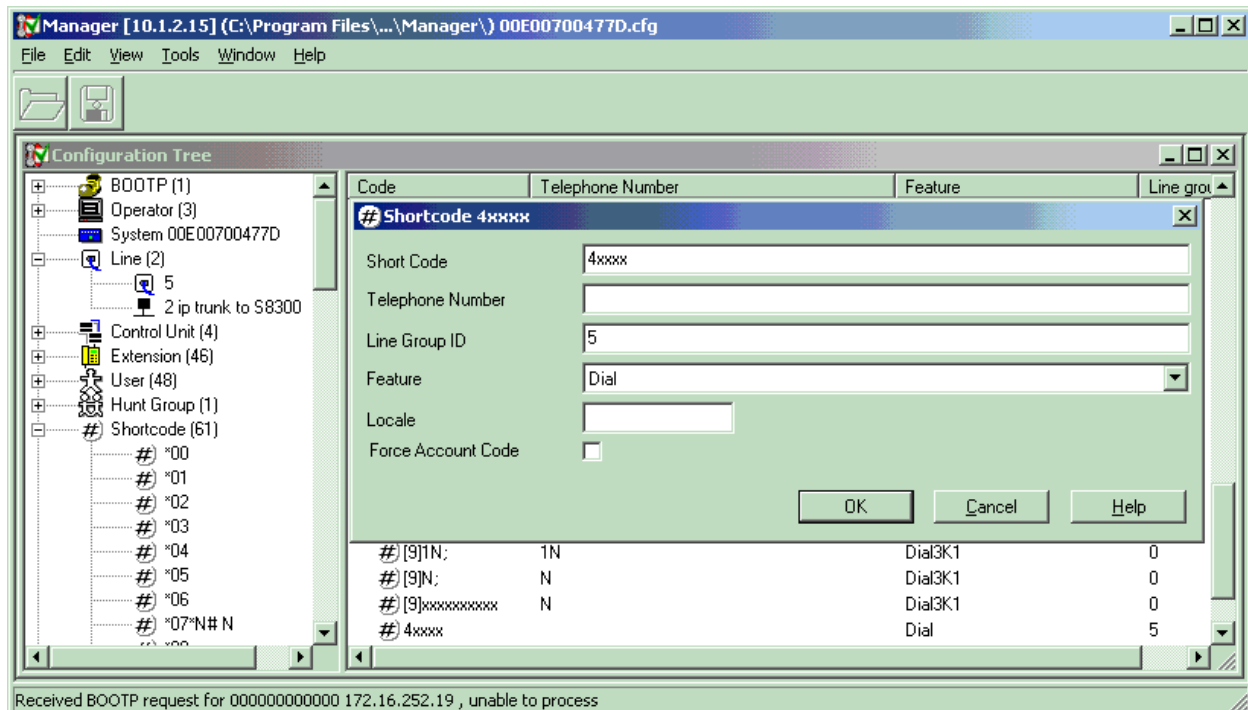 Manager [10.1.2.15] (C:\Program Files\...\Manager\) 00E00700477D.cfg
File Edit View Tools Window Help
Configuration Tree
BOOTP (1)
Operator (3)
System 00E00700477D
Line (2)
5
2 ip trunk to S8300
Control Unit (4)
Extension (46)
User (48)
Hunt Group (1)
Shortcode (61)
*00
*01
*02
*03
*04
*05
*06
*07*N# N
Code Telephone Number Feature Line grou
Shortcode 4xxxx
Short Code 4xxxx
Telephone Number
Line Group ID 5
Feature Dial
Locale
Force Account Code
OK Cancel Help
[9]1N; 1N Dial3K1 0
[9]N; N Dial3K1 0
[9]xxxxxxxxxx N Dial3K1 0
4xxxx Dial 5
Received BOOTP request for 000000000000 172.16.252.19 , unable to process